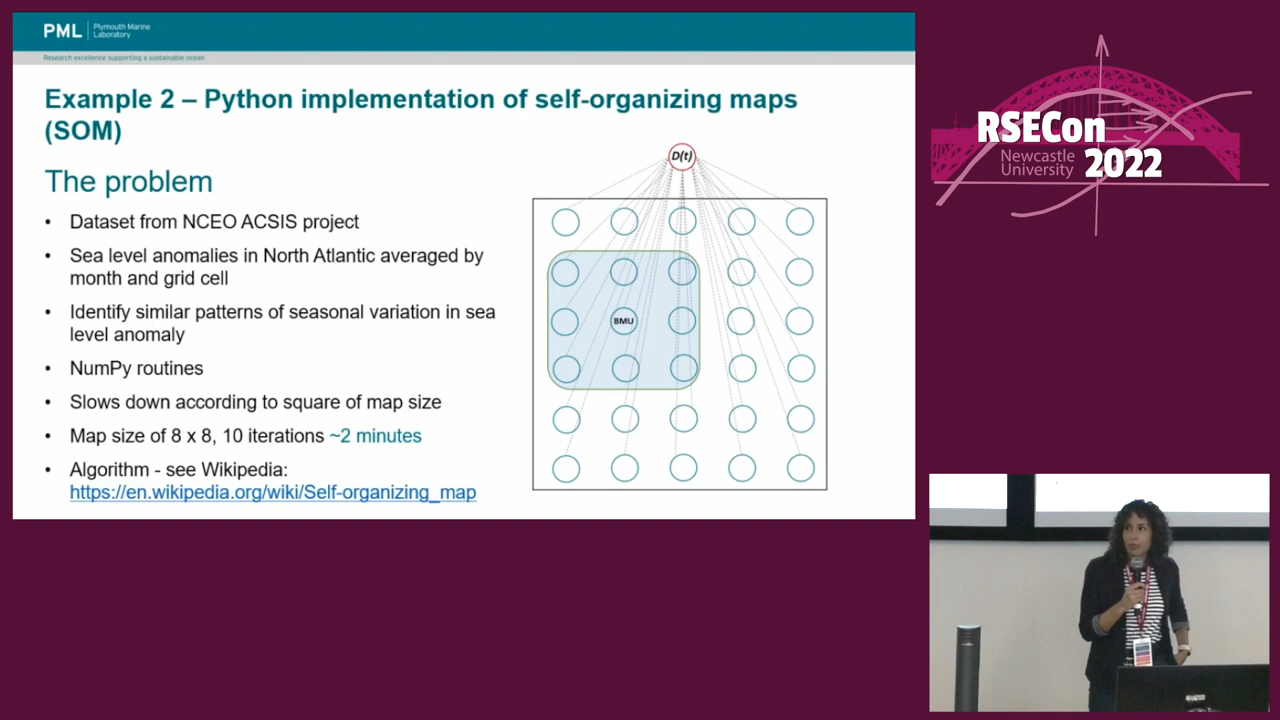 PML
Plymouth Marine
Laboratory
Research excellence supporting a sustainable ocean
Example 2 – Python implementation of self-organizing maps
(SOM)
The problem
• Dataset from NCEO ACSIS project
• Sea level anomalies in North Atlantic averaged by
month and grid cell
• Identify similar patterns of seasonal variation in sea
level anomaly
• NumPy routines
• Slows down according to square of map size
• Map size of 8 x 8, 10 iterations ~2 minutes
• Algorithm - see Wikipedia:
https://en.wikipedia.org/wiki/Self-organizing_map
D(t)
BMU
RSECon
Newcastle
University
2022